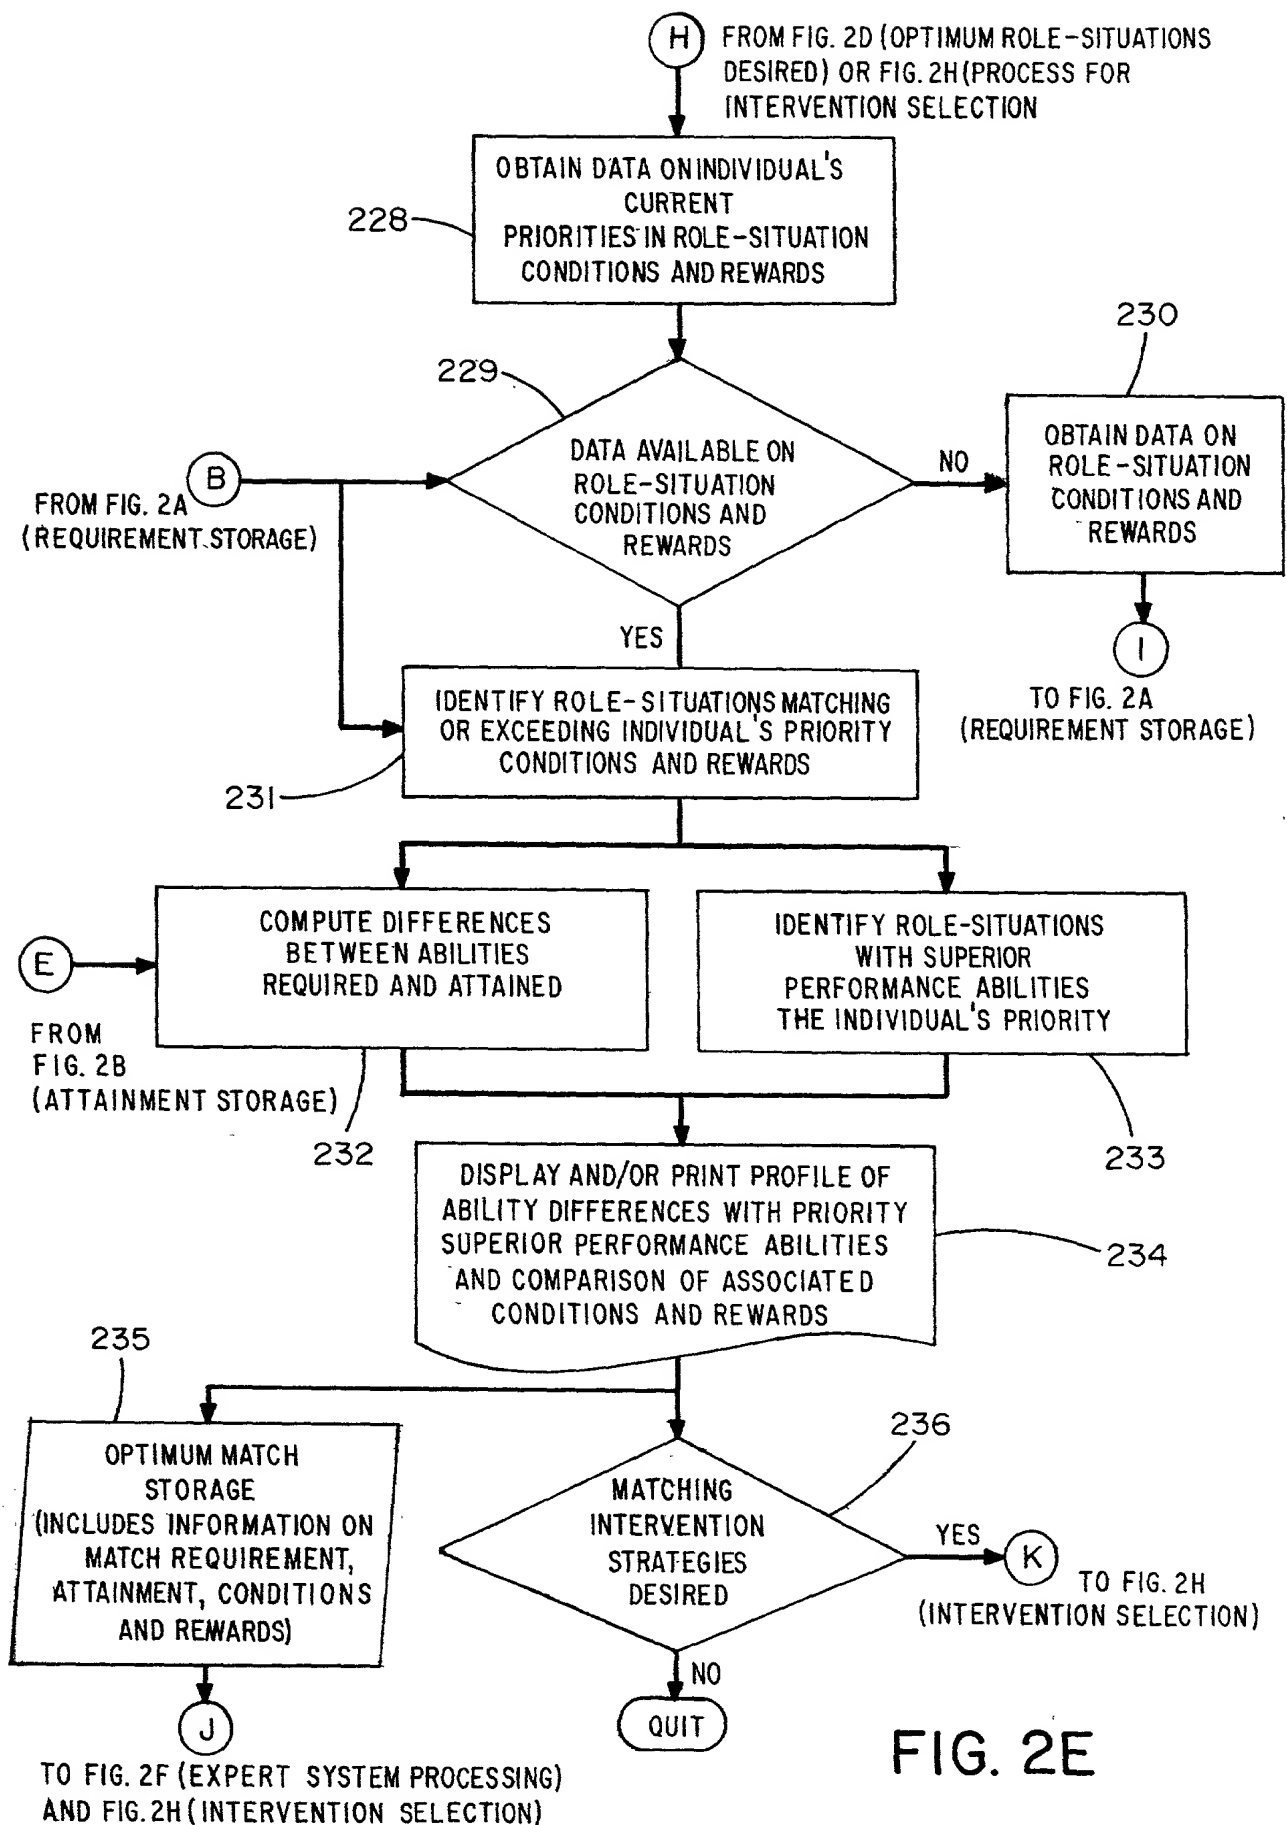 H
FROM FIG. 2D (OPTIMUM ROLE-SITUATIONS
DESIRED) OR FIG. 2H (PROCESS FOR
INTERVENTION SELECTION
OBTAIN DATA ON INDIVIDUAL'S
CURRENT
PRIORITIES IN ROLE-SITUATION
CONDITIONS AND REWARDS
228
229
230
DATA AVAILABLE ON
ROLE-SITUATION
CONDITIONS AND
REWARDS
NO
OBTAIN DATA ON
ROLE-SITUATION
CONDITIONS AND
REWARDS
B
FROM FIG. 2A
(REQUIREMENT STORAGE)
YES
I
TO FIG. 2A
(REQUIREMENT STORAGE)
IDENTIFY ROLE-SITUATIONS MATCHING
OR EXCEEDING INDIVIDUAL'S PRIORITY
CONDITIONS AND REWARDS
231
COMPUTE DIFFERENCES
BETWEEN ABILITIES
REQUIRED AND ATTAINED
IDENTIFY ROLE-SITUATIONS
WITH SUPERIOR
PERFORMANCE ABILITIES
THE INDIVIDUAL'S PRIORITY
E
FROM
FIG. 2B
(ATTAINMENT STORAGE)
232
233
DISPLAY AND/OR PRINT PROFILE OF
ABILITY DIFFERENCES WITH PRIORITY
SUPERIOR PERFORMANCE ABILITIES
AND COMPARISON OF ASSOCIATED
CONDITIONS AND REWARDS
234
235
OPTIMUM MATCH
STORAGE
(INCLUDES INFORMATION ON
MATCH REQUIREMENT,
ATTAINMENT, CONDITIONS
AND REWARDS)
236
MATCHING
INTERVENTION
STRATEGIES
DESIRED
YES
K
TO FIG. 2H
(INTERVENTION SELECTION)
NO
QUIT
J
TO FIG. 2F (EXPERT SYSTEM PROCESSING)
AND FIG. 2H (INTERVENTION SELECTION)
FIG. 2E